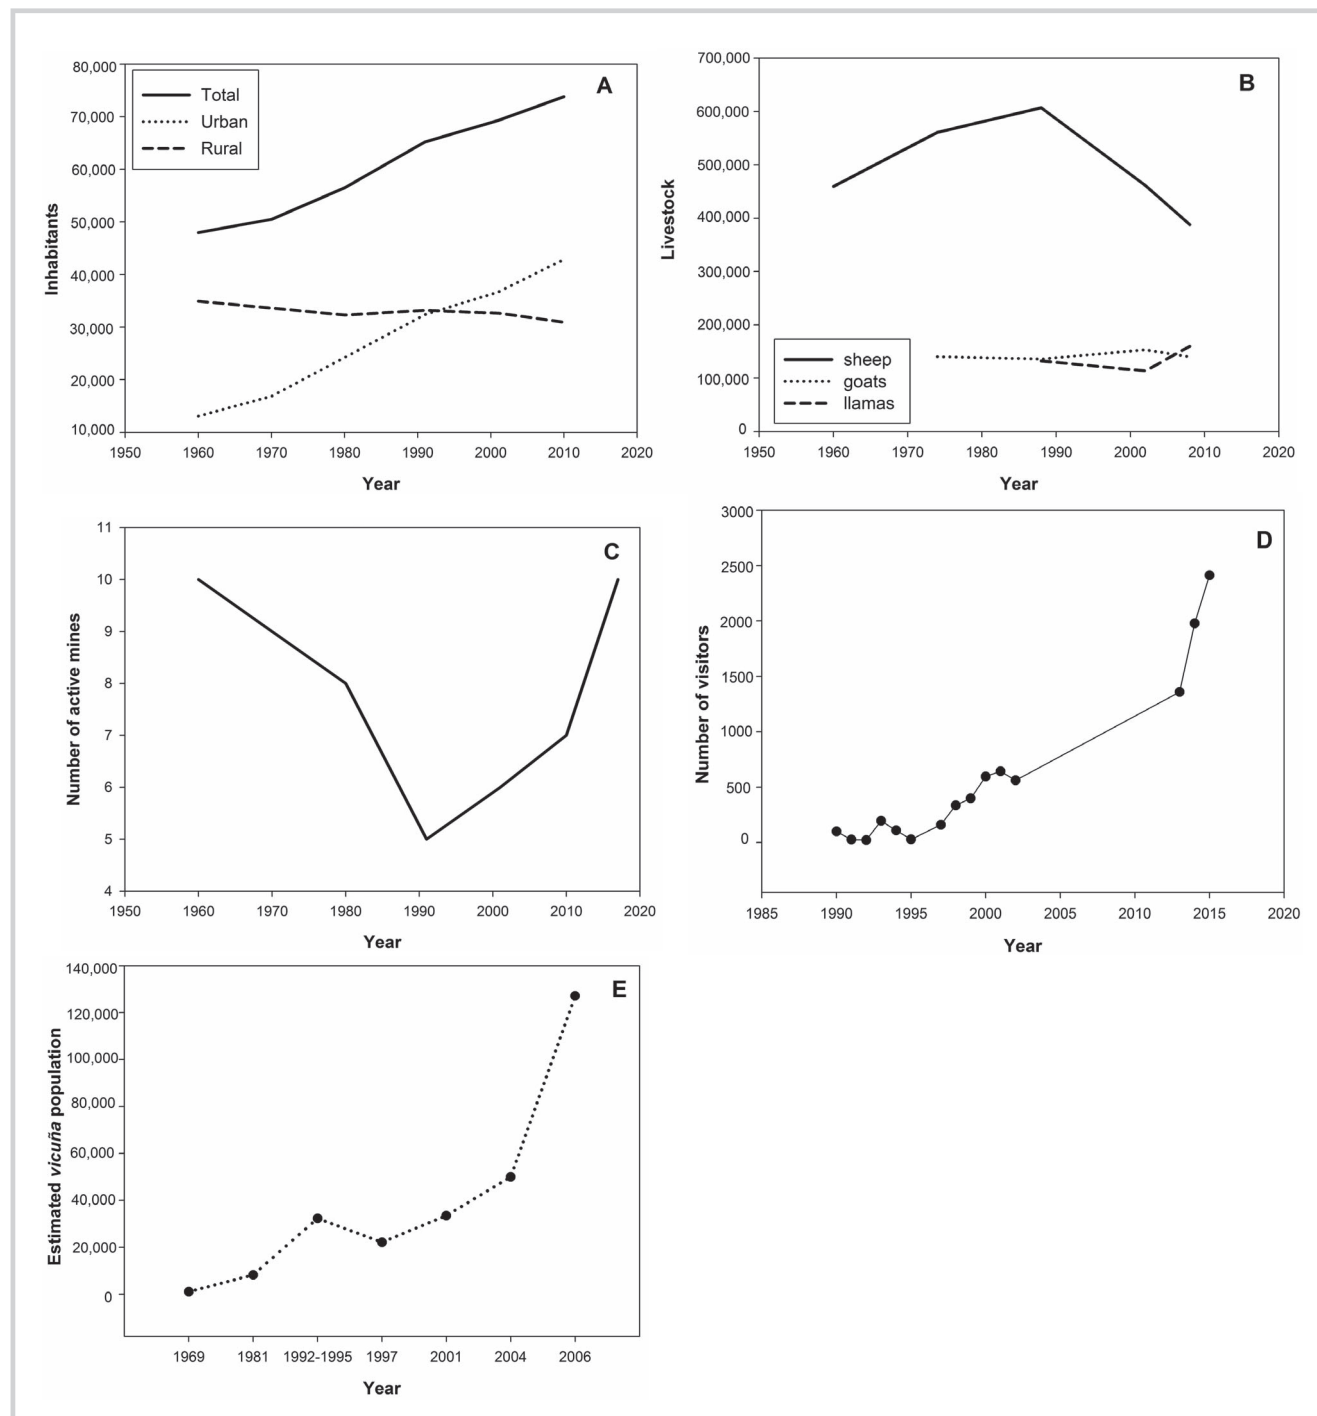 A
80,000
70,000
60,000
50,000
40,000
30,000
20,000
10,000
Inhabitants
Total
Urban
Rural
1950 1960 1970 1980 1990 2000 2010 2020
Year
B
700,000
600,000
500,000
400,000
300,000
200,000
100,000
0
Livestock
sheep
goats
llamas
1950 1960 1970 1980 1990 2000 2010 2020
Year
C
11
10
9
8
7
6
5
4
Number of active mines
1950 1960 1970 1980 1990 2000 2010 2020
Year
D
3000
2500
2000
1500
1000
500
0
Number of visitors
1985 1990 1995 2000 2005 2010 2015 2020
Year
E
140,000
120,000
100,000
80,000
60,000
40,000
20,000
0
Estimated vicuña population
1969 1981 1992-1995 1997 2001 2004 2006
Year